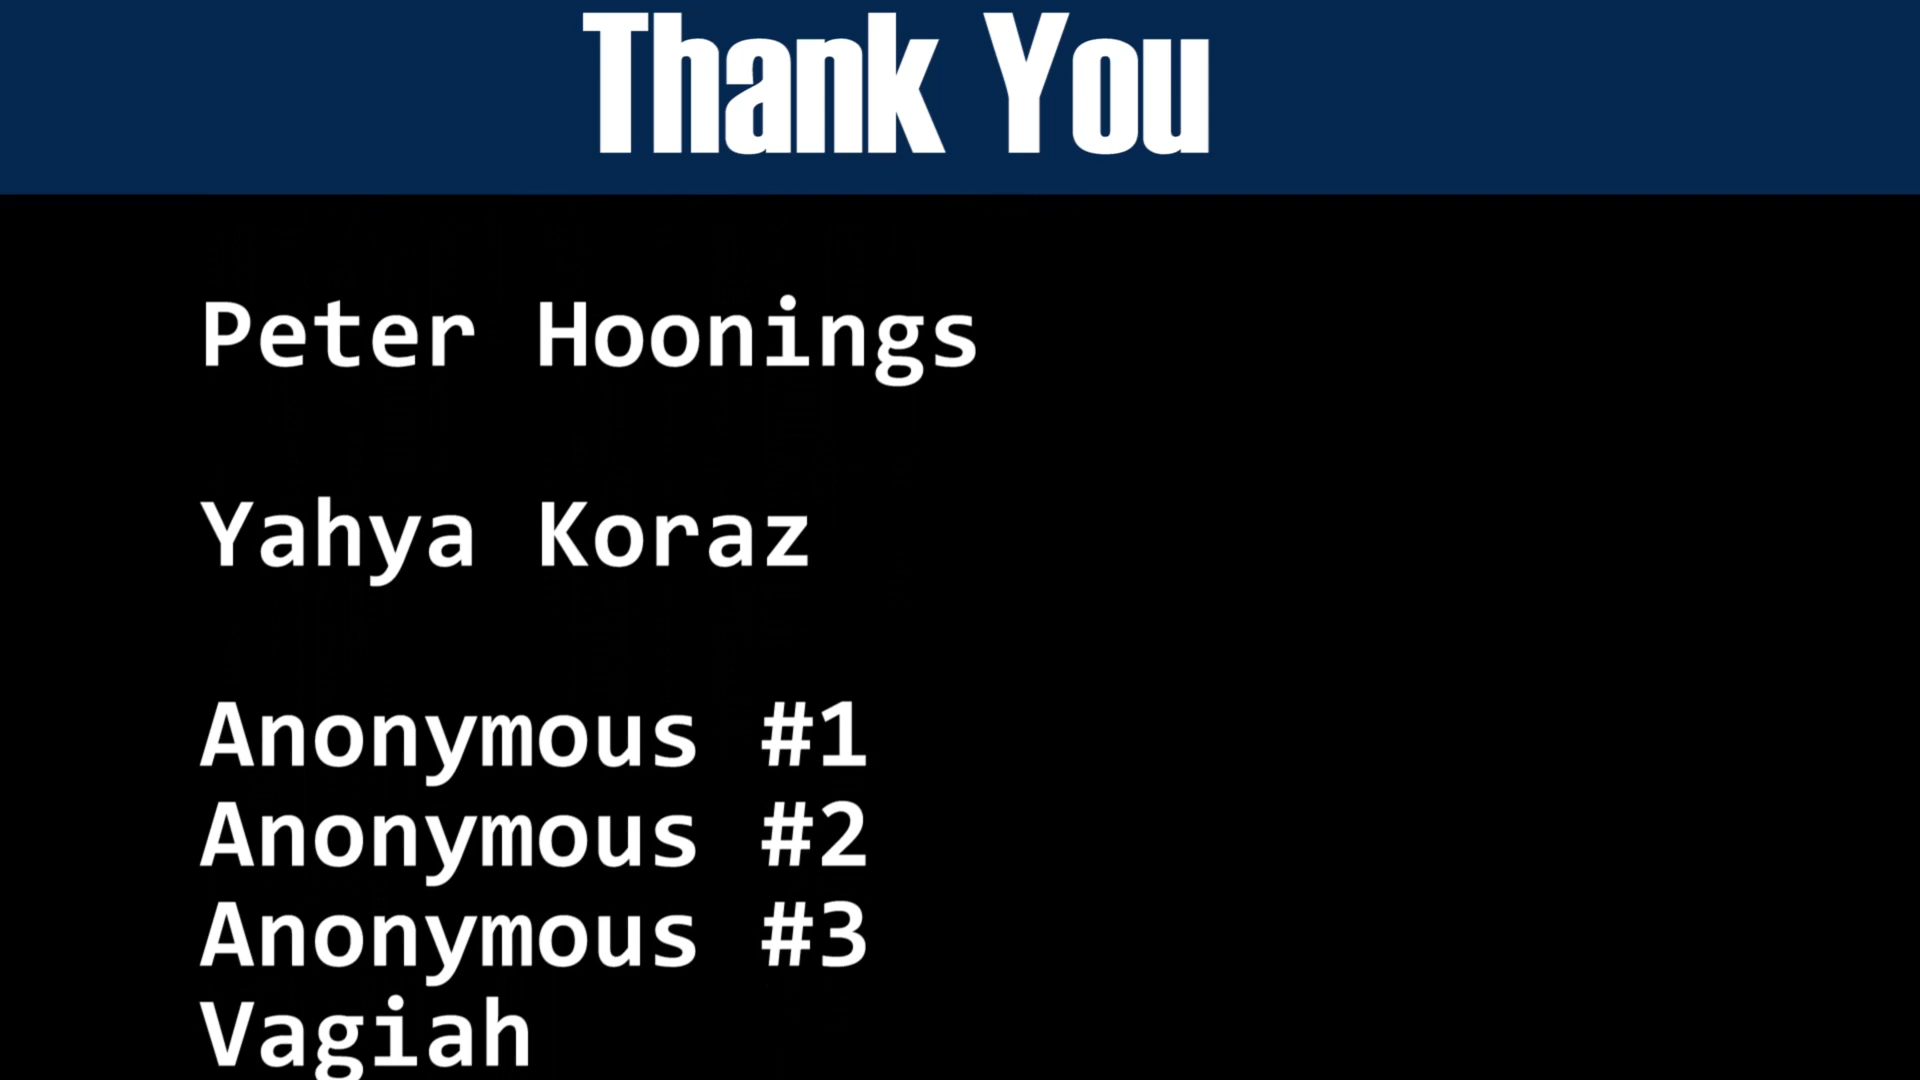 Thank You
Peter Hoonings
Yahya Koraz
Anonymous #1
Anonymous #2
Anonymous #3
Vagiah